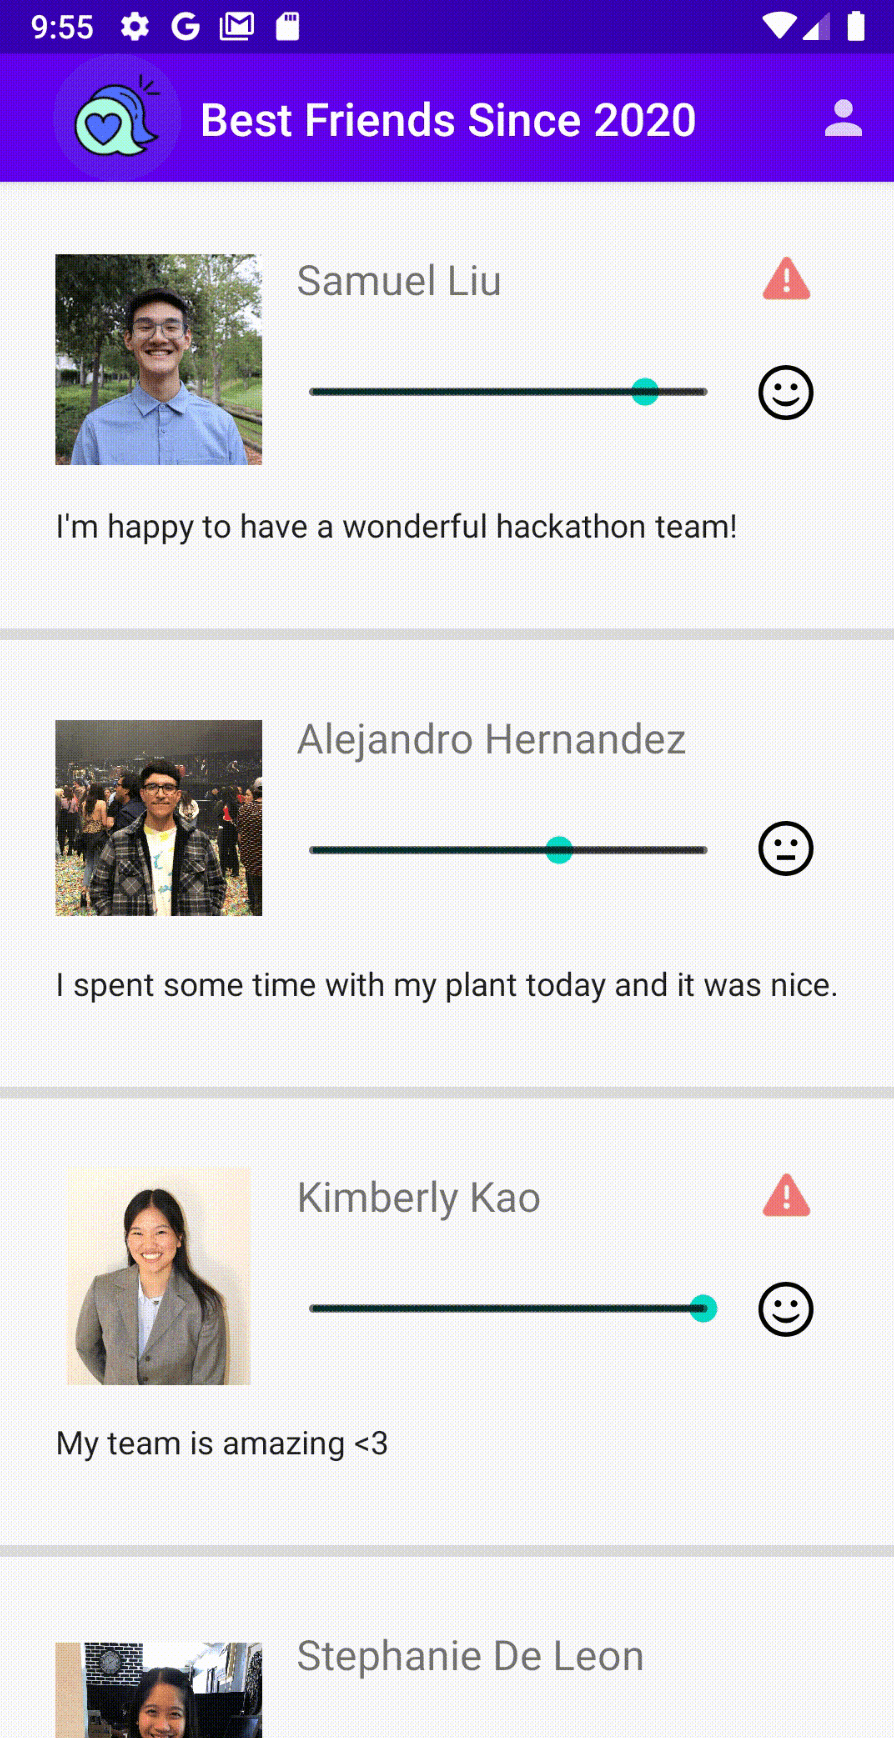 9:55
Best Friends Since 2020
Samuel Liu
I'm happy to have a wonderful hackathon team!
Alejandro Hernandez
I spent some time with my plant today and it was nice.
Kimberly Kao
My team is amazing <3
Stephanie De Leon